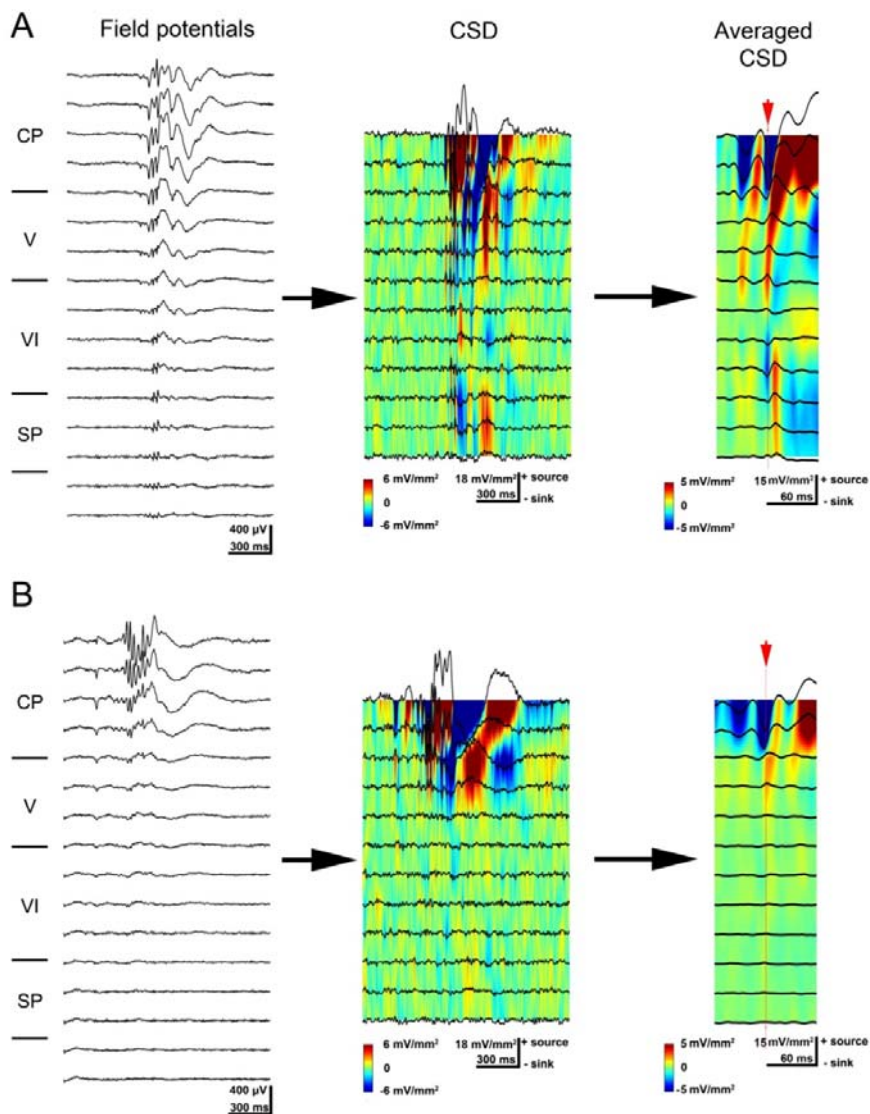 A
Field potentials
CSD
Averaged
CSD
CP
V
VI
SP
400 µV
300 ms
6 mV/mm²
0
-6 mV/mm²
18 mV/mm²
300 ms
+ source
- sink
5 mV/mm²
0
-5 mV/mm²
15 mV/mm²
60 ms
+ source
- sink
B
CP
V
VI
SP
400 µV
300 ms
6 mV/mm²
0
-6 mV/mm²
18 mV/mm²
300 ms
+ source
- sink
5 mV/mm²
0
-5 mV/mm²
15 mV/mm²
60 ms
+ source
- sink